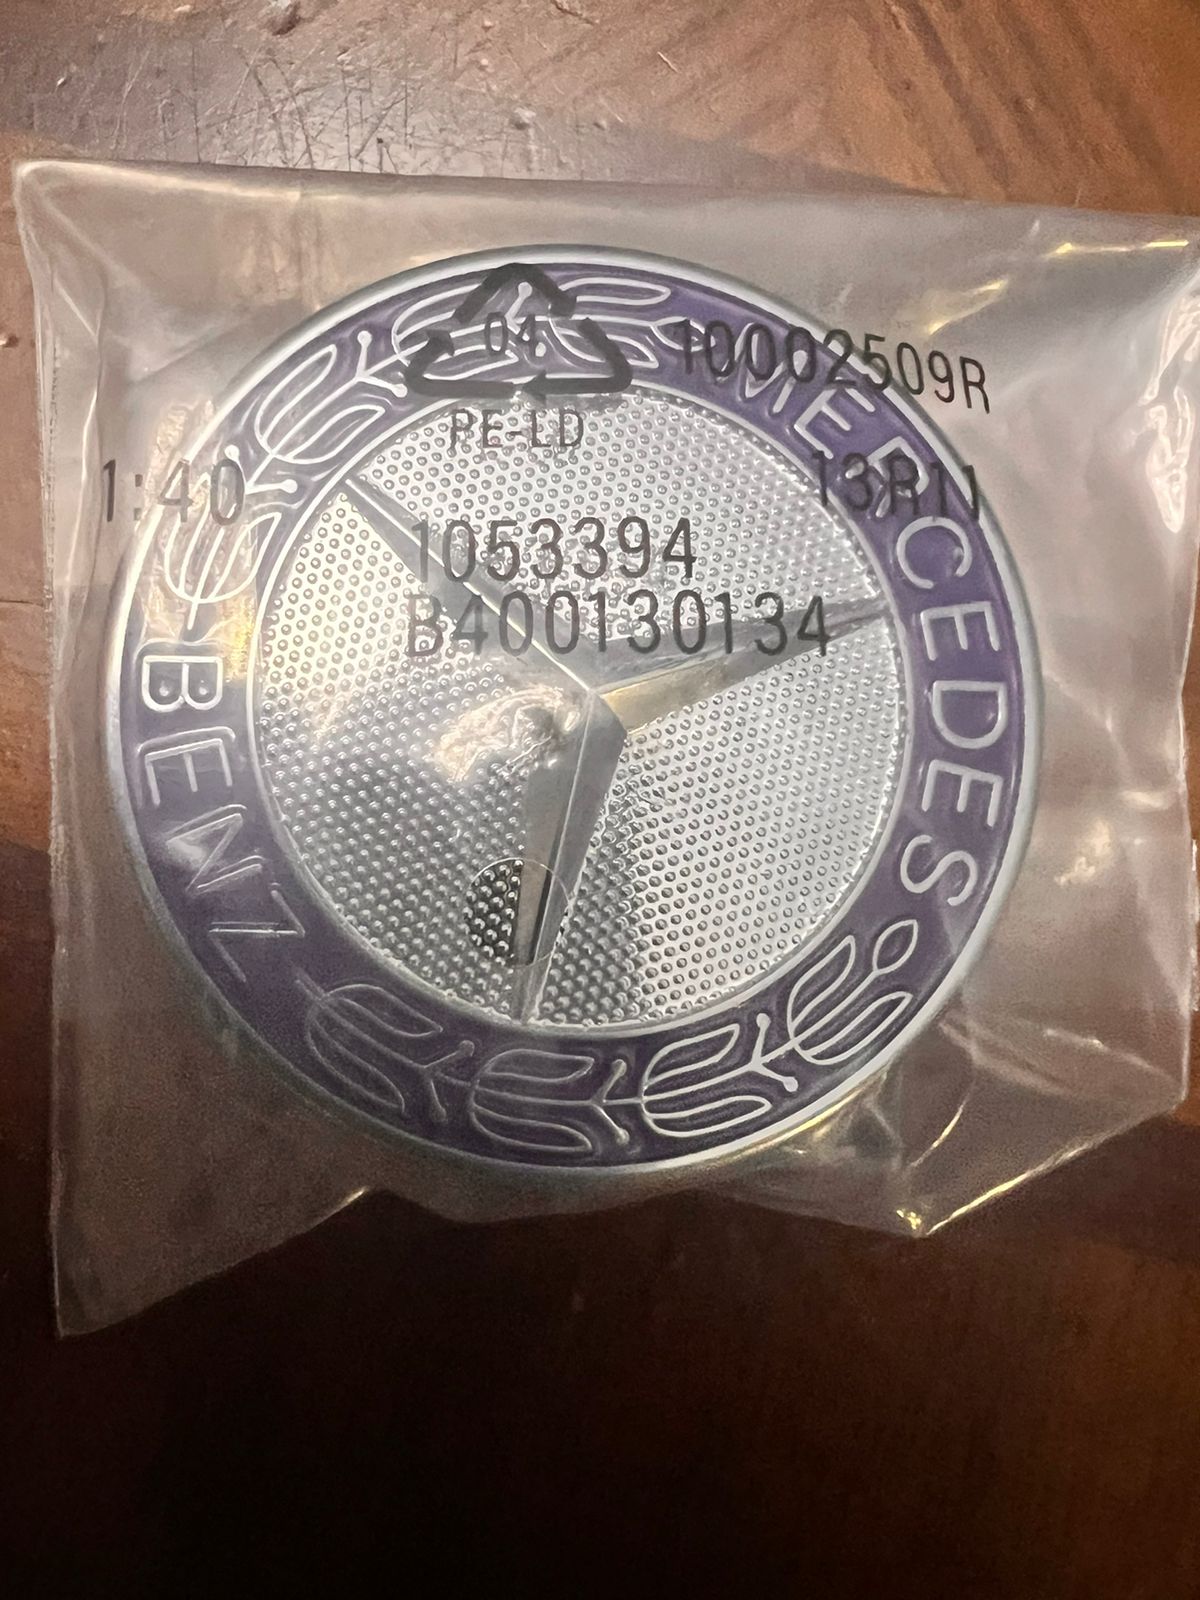 04
10002509R
PE-LD
1:40
13R11
1053394
B400130134
MERCEDES
BENZ